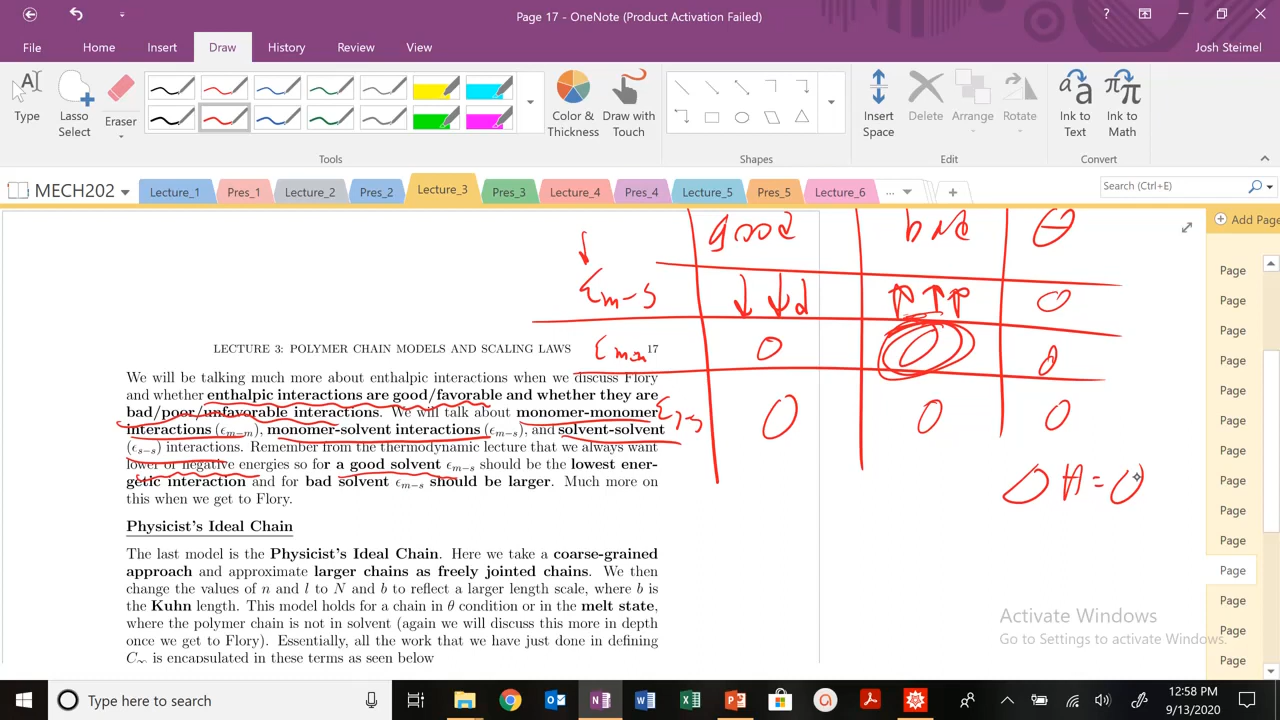 Page 17 - OneNote (Product Activation Failed)
File Home Insert Draw History Review View Josh Steimel
Type Lasso Select Eraser Color & Thickness Draw with Touch Insert Space Delete Arrange Rotate Ink to Text Ink to Math
Tools Shapes Edit Convert
MECH202 Lecture_1 Pres_1 Lecture_2 Pres_2 Lecture_3 Pres_3 Lecture_4 Pres_4 Lecture_5 Pres_5 Lecture_6 ... Search (Ctrl+E)
Add Page
good bad θ
Ɛm-s ↓ ↓ ↓ ↑ ↑ ↑ 0
Ɛm-m 0 0 0
Ɛs-s 0 0 0
ΔH=0
LECTURE 3: POLYMER CHAIN MODELS AND SCALING LAWS 17
We will be talking much more about enthalpic interactions when we discuss Flory
and whether enthalpic interactions are good/favorable and whether they are
bad/poor/unfavorable interactions. We will talk about monomer-monomer
interactions (ϵm−m), monomer-solvent interactions (ϵm−s), and solvent-solvent
(ϵs−s) interactions. Remember from the thermodynamic lecture that we always want
lower or negative energies so for a good solvent ϵm−s should be the lowest ener-
getic interaction and for bad solvent ϵm−s should be larger. Much more on
this when we get to Flory.
Physicist's Ideal Chain
The last model is the Physicist's Ideal Chain. Here we take a coarse-grained
approach and approximate larger chains as freely jointed chains. We then
change the values of n and l to N and b to reflect a larger length scale, where b is
the Kuhn length. This model holds for a chain in θ condition or in the melt state,
where the polymer chain is not in solvent (again we will discuss this more in depth
once we get to Flory). Essentially, all the work that we have just done in defining
C∞ is encapsulated in these terms as seen below
Page
Page
Page
Page
Page
Page
Page
Page
Page
Page
Page
Page
Page
Page
Activate Windows
Go to Settings to activate Windows.
Type here to search
12:58 PM
9/13/2020